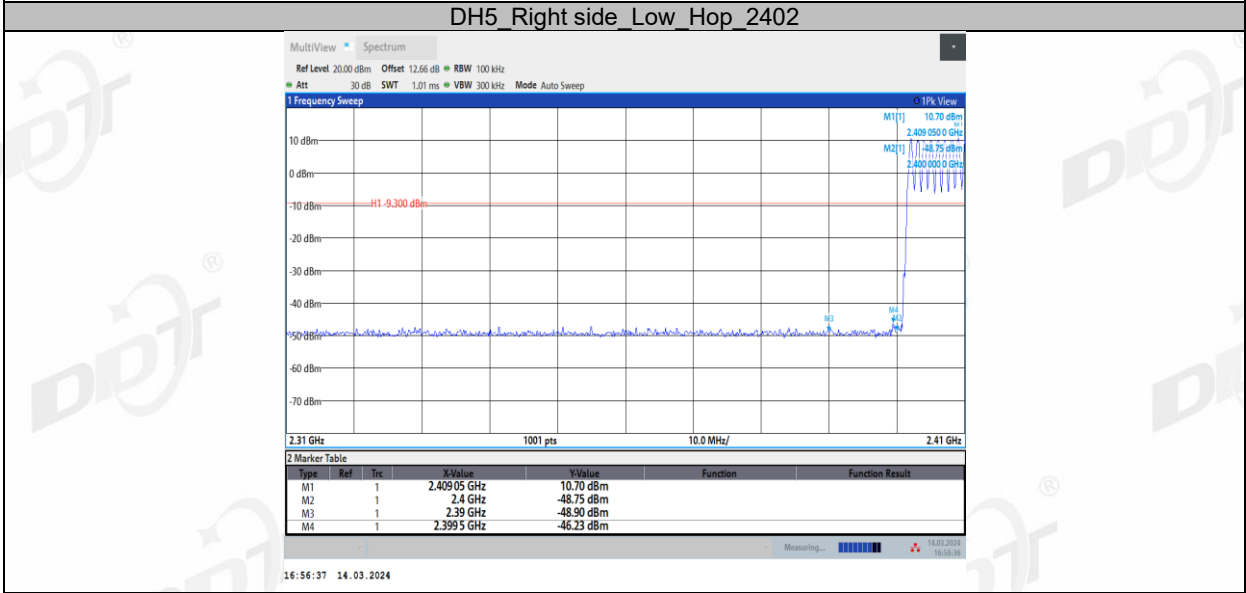 DH5_Right side_Low_Hop_2402
MultiView Spectrum
Ref Level 20.00 dBm Offset 12.66 dB RBW 100 kHz
Att 30 dB SWT 1.01 ms VBW 300 kHz Mode Auto Sweep
1 Frequency Sweep 1Pk View
M1[1] 10.70 dBm
M1
2.409 050 0 GHz
10 dBm
M2[1] -48.75 dBm
2.400 000 0 GHz
0 dBm
-10 dBm H1 -9.300 dBm
-20 dBm
-30 dBm
-40 dBm
M4
M3 M2
-50 dBm
-60 dBm
-70 dBm
2.31 GHz 1001 pts 10.0 MHz/ 2.41 GHz
2 Marker Table
Type Ref Trc X-Value Y-Value Function Function Result
M1 1 2.40905 GHz 10.70 dBm
M2 1 2.4 GHz -48.75 dBm
M3 1 2.39 GHz -48.90 dBm
M4 1 2.3995 GHz -46.23 dBm
Measuring... 14.03.2024
16:56:36
16:56:37 14.03.2024
DDT ®